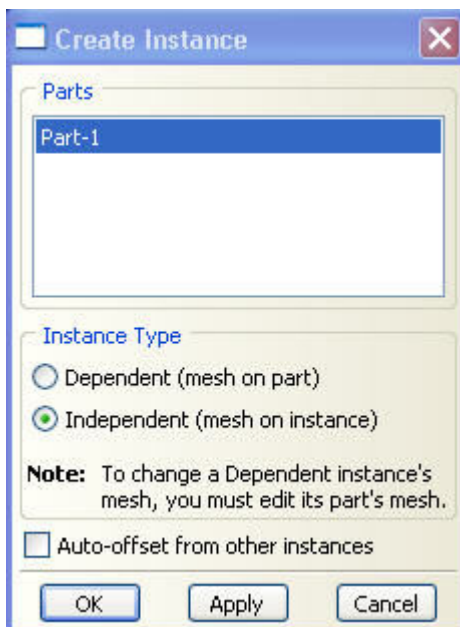 Create Instance
Parts
Part-1
Instance Type
Dependent (mesh on part)
Independent (mesh on instance)
Note: To change a Dependent instance's
mesh, you must edit its part's mesh.
Auto-offset from other instances
OK Apply Cancel